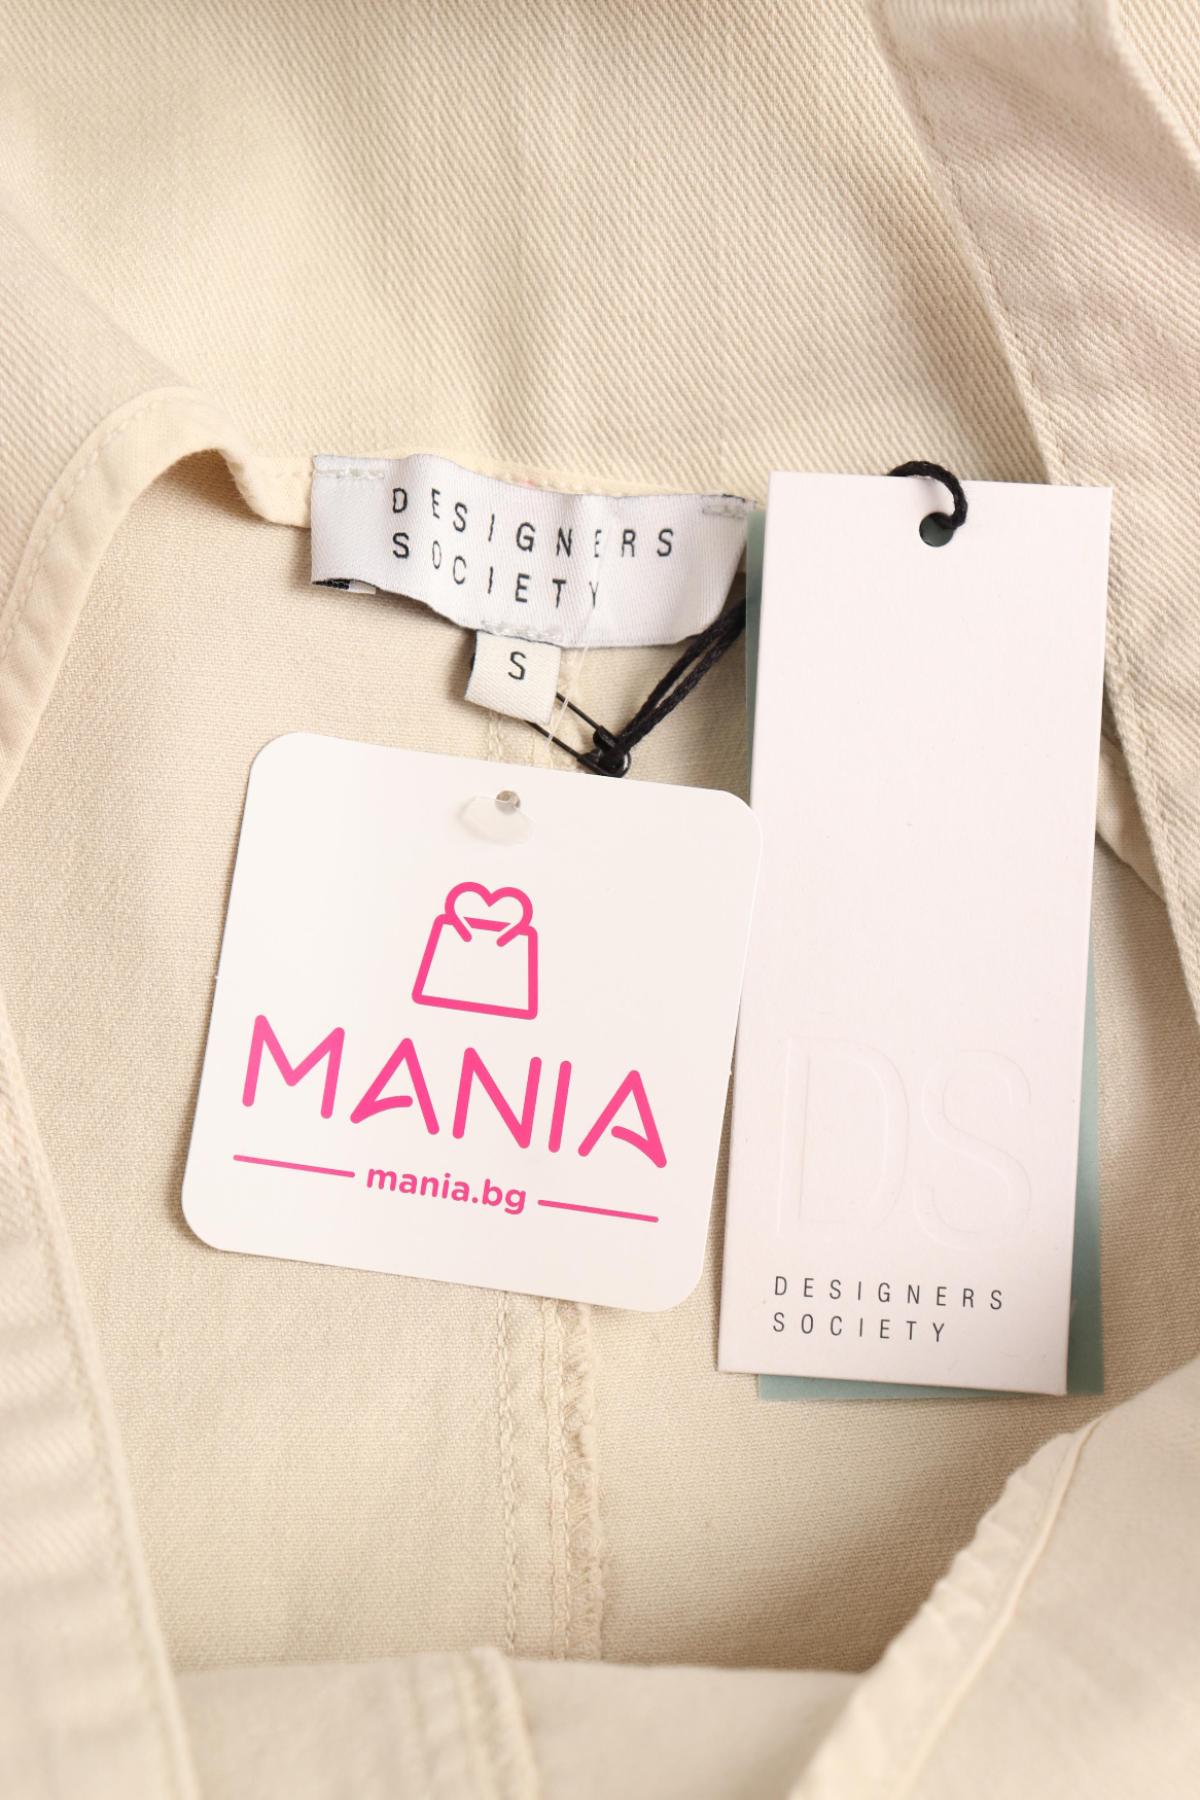 DESIGNERS
SOCIETY
S
MANIA
mania.bg
DS
DESIGNERS
SOCIETY